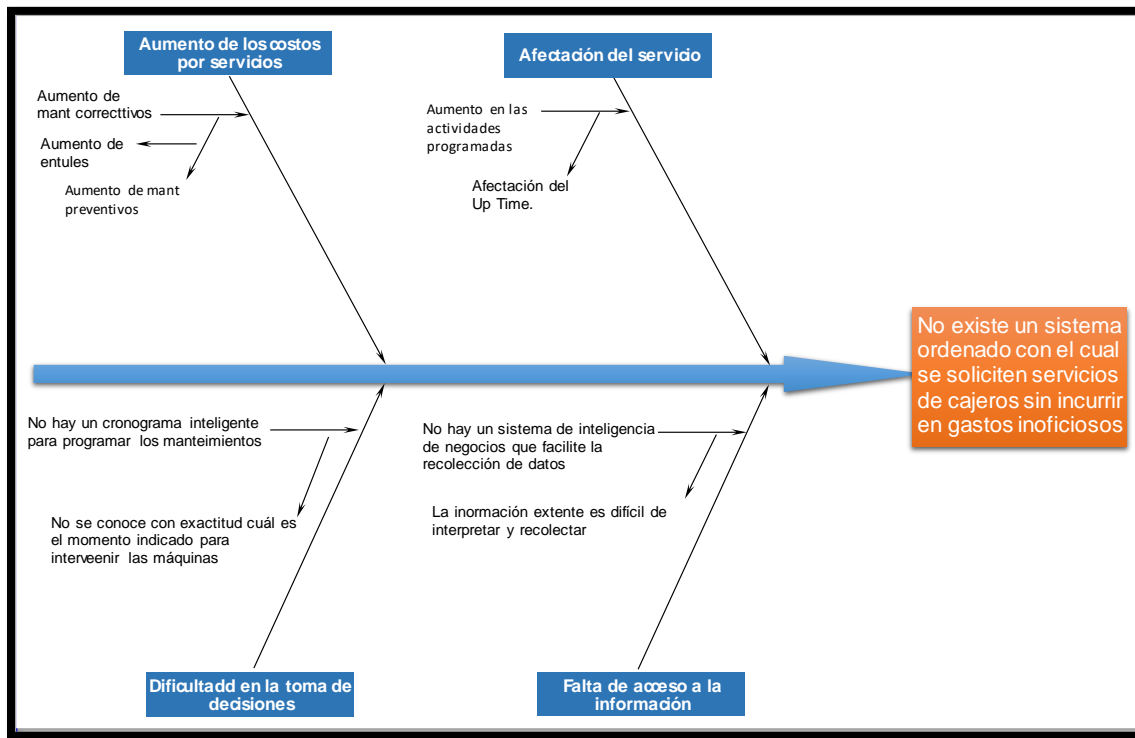 Aumento de los costos
por servicios
Afectación del servicio
Aumento de
mant correcttivos
Aumento de
entules
Aumento de mant
preventivos
Aumento en las
actividades
programadas
Afectación del
Up Time.
No existe un sistema
ordenado con el cual
se soliciten servicios
de cajeros sin incurrir
en gastos inoficiosos
No hay un cronograma inteligente
para programar los manteimientos
No se conoce con exactitud cuál es
el momento indicado para
interveenir las máquinas
No hay un sistema de inteligencia
de negocios que facilite la
recolección de datos
La inormación extente es difícil de
interpretar y recolectar
Dificultadd en la toma de
decisiones
Falta de acceso a la
información